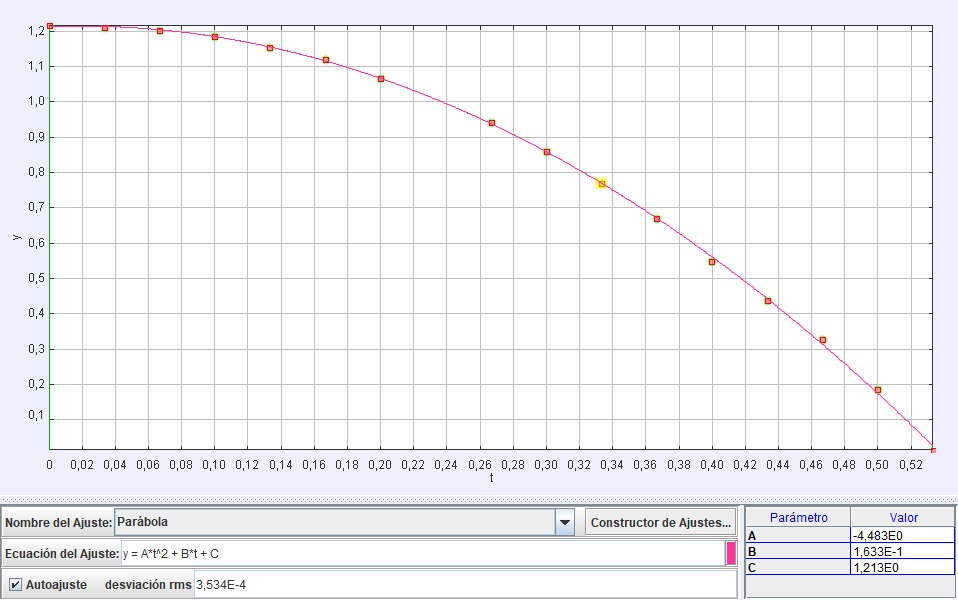 1,2
1,1
1,0
0,9
0,8
0,7
y
0,6
0,5
0,4
0,3
0,2
0,1
0 0,02 0,04 0,06 0,08 0,10 0,12 0,14 0,16 0,18 0,20 0,22 0,24 0,26 0,28 0,30 0,32 0,34 0,36 0,38 0,40 0,42 0,44 0,46 0,48 0,50 0,52
t
Nombre del Ajuste: Parábola Constructor de Ajustes...
Ecuación del Ajuste: y = A*t^2 + B*t + C
Autoajuste desviación rms 3,534E-4
Parámetro Valor
A -4,483E0
B 1,633E-1
C 1,213E0